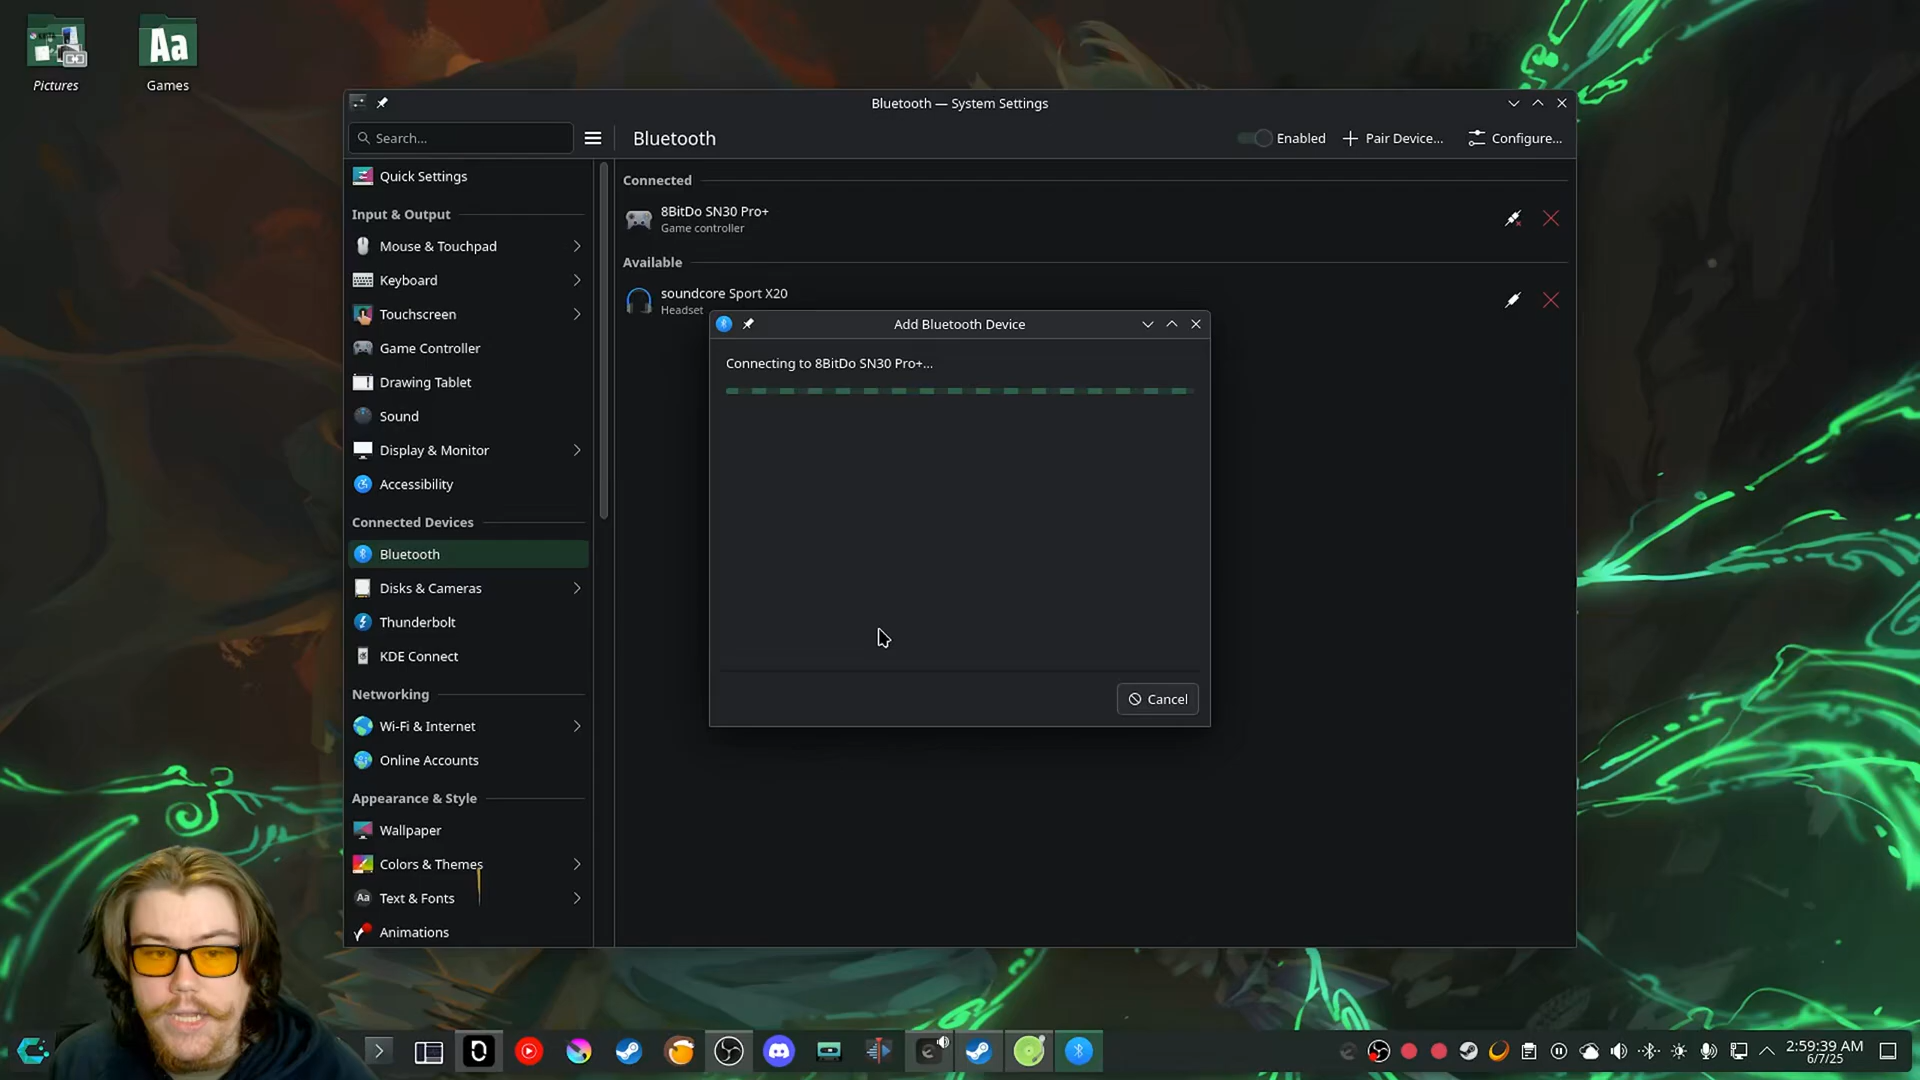 Pictures
Games
Bluetooth — System Settings
Search...
Bluetooth
Enabled
Pair Device...
Configure...
Quick Settings
Input & Output
Mouse & Touchpad
Keyboard
Touchscreen
Game Controller
Drawing Tablet
Sound
Display & Monitor
Accessibility
Connected Devices
Bluetooth
Disks & Cameras
Thunderbolt
KDE Connect
Networking
Wi-Fi & Internet
Online Accounts
Appearance & Style
Wallpaper
Colors & Themes
Aa Text & Fonts
Animations
Connected
8BitDo SN30 Pro+
Game controller
Available
soundcore Sport X20
Headset
Add Bluetooth Device
Connecting to 8BitDo SN30 Pro+...
Cancel
2:59:39 AM
6/7/25
Aa